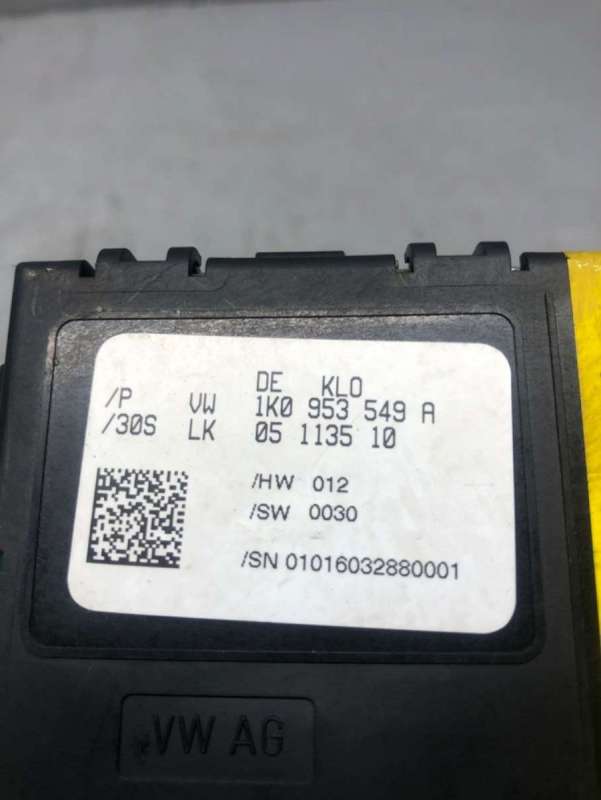 DE KLO
/P VW 1K0 953 549 A
/30S LK 05 1135 10
/HW 012
/SW 0030
/SN 01016032880001
VW AG